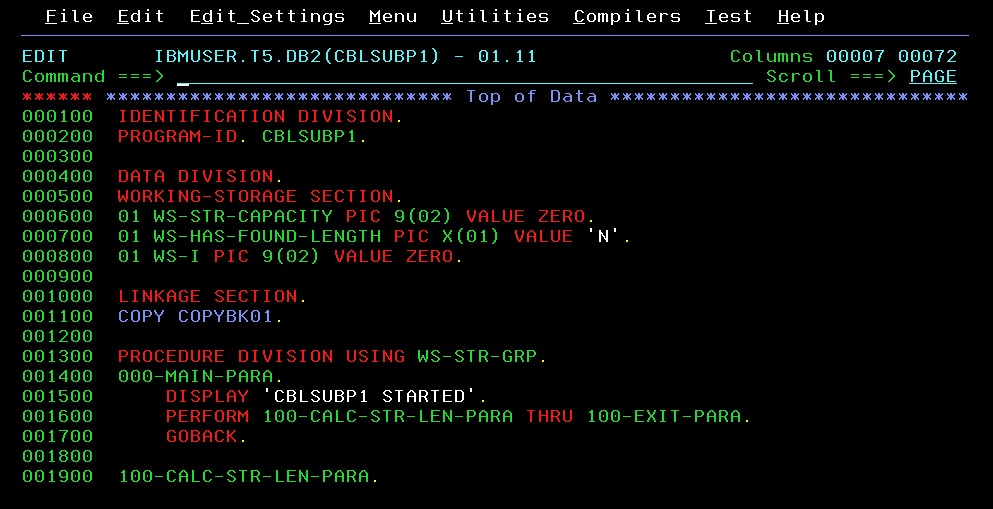 File Edit Edit_Settings Menu Utilities Compilers Test Help
EDIT IBMUSER.T5.DB2(CBLSUBP1) - 01.11 Columns 00007 00072
Command ===> _ Scroll ===> PAGE
****** ***************************** Top of Data ******************************
000100 IDENTIFICATION DIVISION.
000200 PROGRAM-ID. CBLSUBP1.
000300
000400 DATA DIVISION.
000500 WORKING-STORAGE SECTION.
000600 01 WS-STR-CAPACITY PIC 9(02) VALUE ZERO.
000700 01 WS-HAS-FOUND-LENGTH PIC X(01) VALUE 'N'.
000800 01 WS-I PIC 9(02) VALUE ZERO.
000900
001000 LINKAGE SECTION.
001100 COPY COPYBK01.
001200
001300 PROCEDURE DIVISION USING WS-STR-GRP.
001400 000-MAIN-PARA.
001500 DISPLAY 'CBLSUBP1 STARTED'.
001600 PERFORM 100-CALC-STR-LEN-PARA THRU 100-EXIT-PARA.
001700 GOBACK.
001800
001900 100-CALC-STR-LEN-PARA.